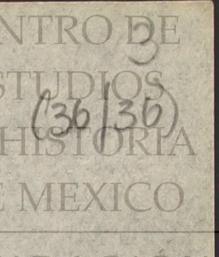 NTRO DE
3
STUDIOS
(36/36)
HISTORIA
E MEXICO